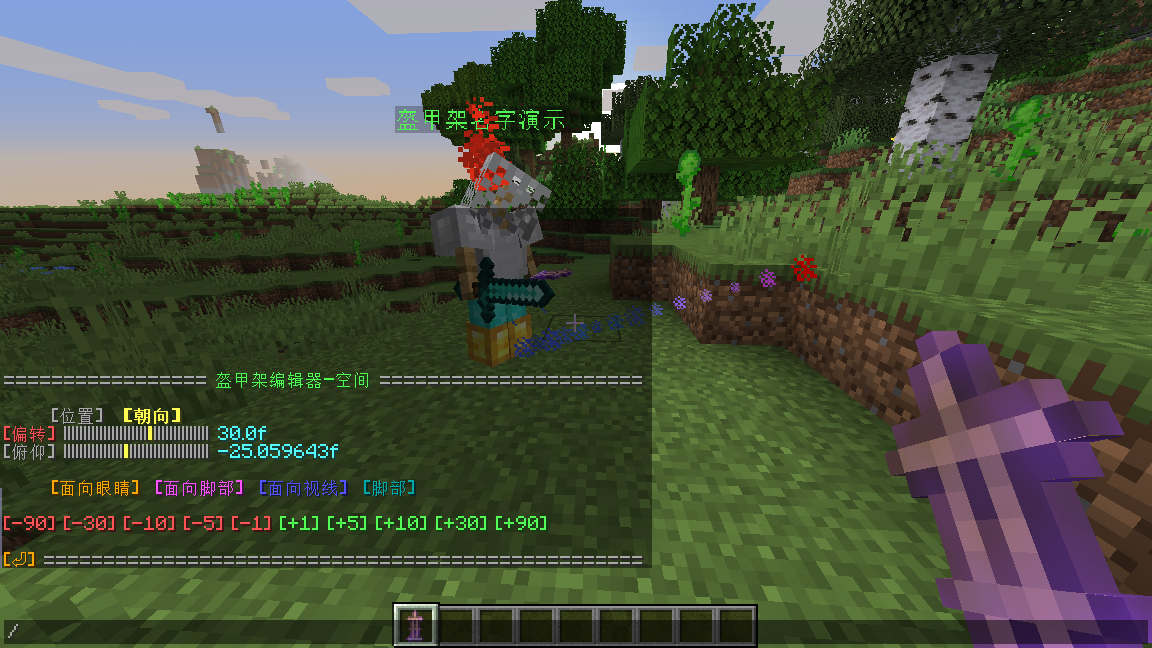 盔甲架名字演示
═════════════════ 盔甲架编辑器-空间 ══════════════════════
[位置] [朝向]
[偏转] |||||||||||||||||||||||||||||| 30.0f
[俯仰] |||||||||||||||||||||||||||||| -25.059643f
[面向眼睛] [面向脚部] [面向视线] [脚部]
[-90] [-30] [-10] [-5] [-1] [+1] [+5] [+10] [+30] [+90]
[⏎] ════════════════════════════════════════════════════
/